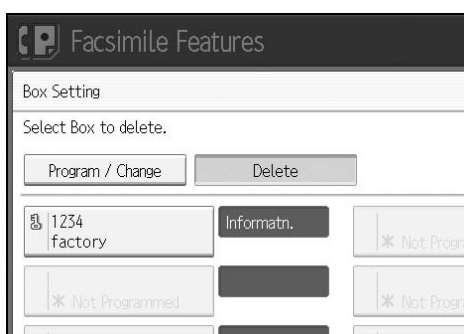 Facsimile Features
Box Setting
Select Box to delete.
Program / Change Delete
1234 Informatn.
factory
* Not Programmed